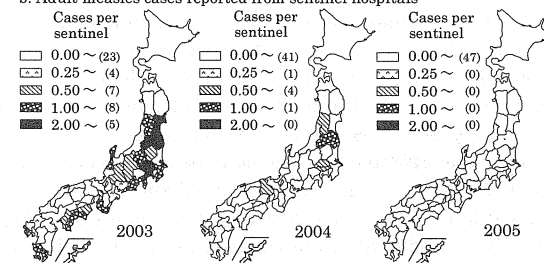 b. Adult measles cases reported from sentinel hospitals
Cases per
sentinel
0.00 ~ (23)
0.25 ~ (4)
0.50 ~ (7)
1.00 ~ (8)
2.00 ~ (5)
2003
Cases per
sentinel
0.00 ~ (41)
0.25 ~ (1)
0.50 ~ (4)
1.00 ~ (1)
2.00 ~ (0)
2004
Cases per
sentinel
0.00 ~ (47)
0.25 ~ (0)
0.50 ~ (0)
1.00 ~ (0)
2.00 ~ (0)
2005